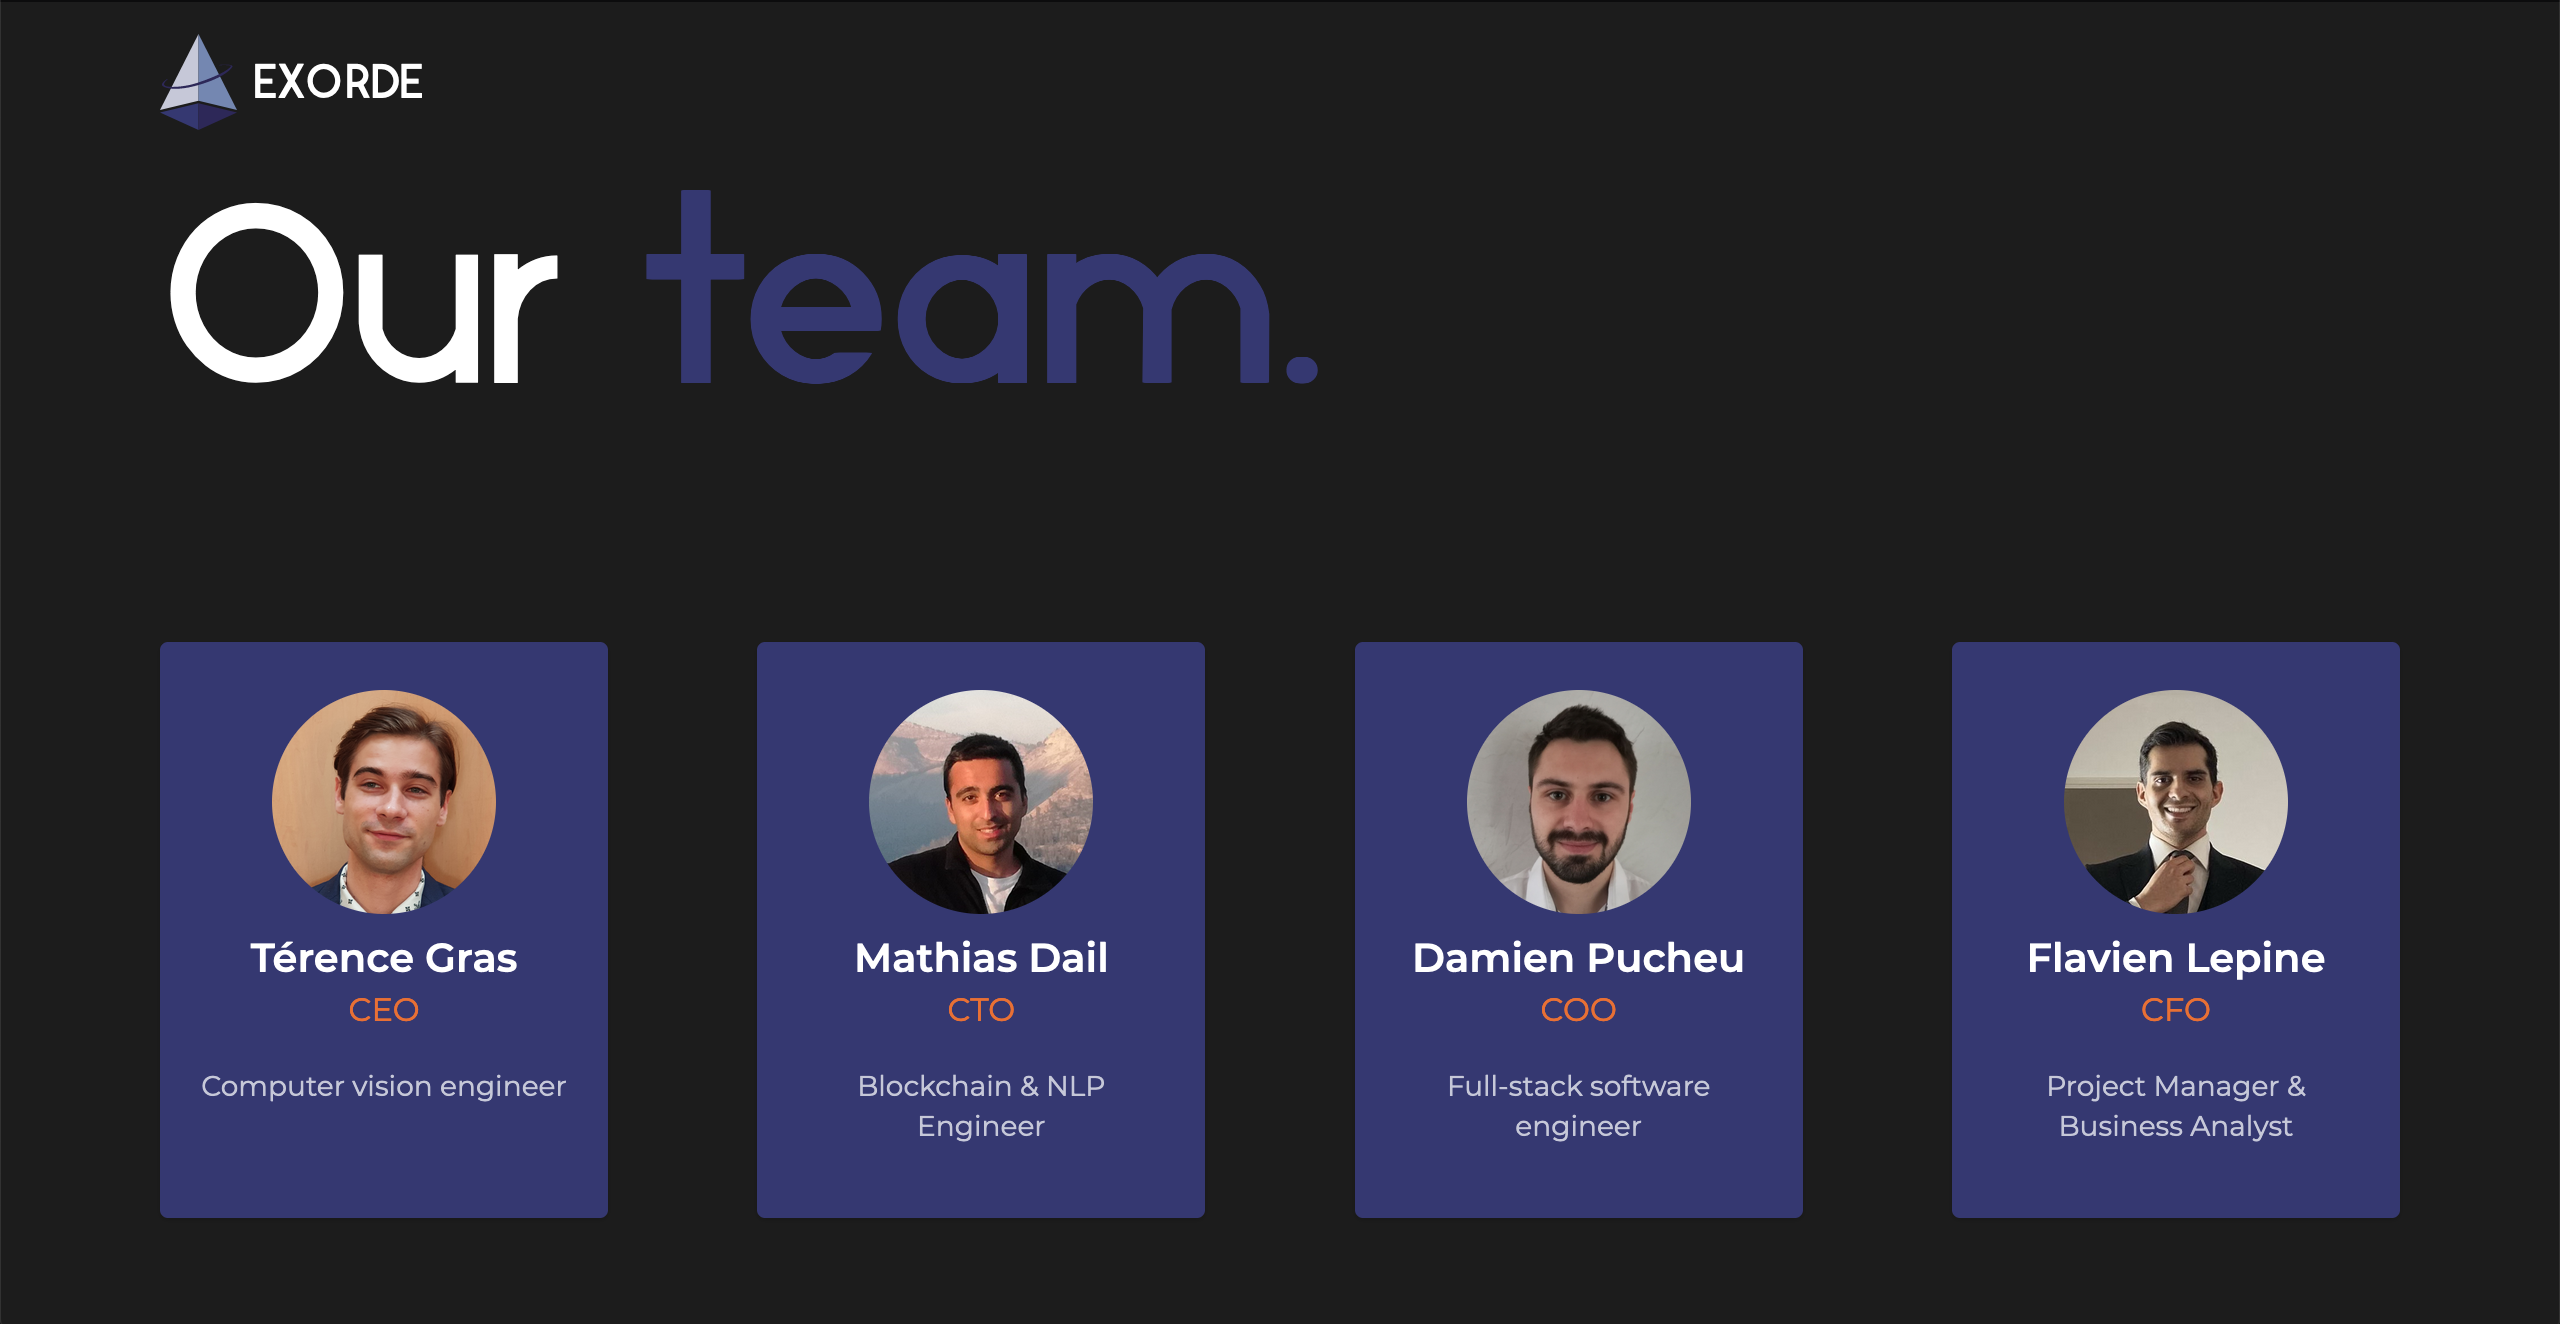 EXORDE
Our team.
Térence Gras
CEO
Computer vision engineer
Mathias Dail
CTO
Blockchain & NLP
Engineer
Damien Pucheu
COO
Full-stack software
engineer
Flavien Lepine
CFO
Project Manager &
Business Analyst